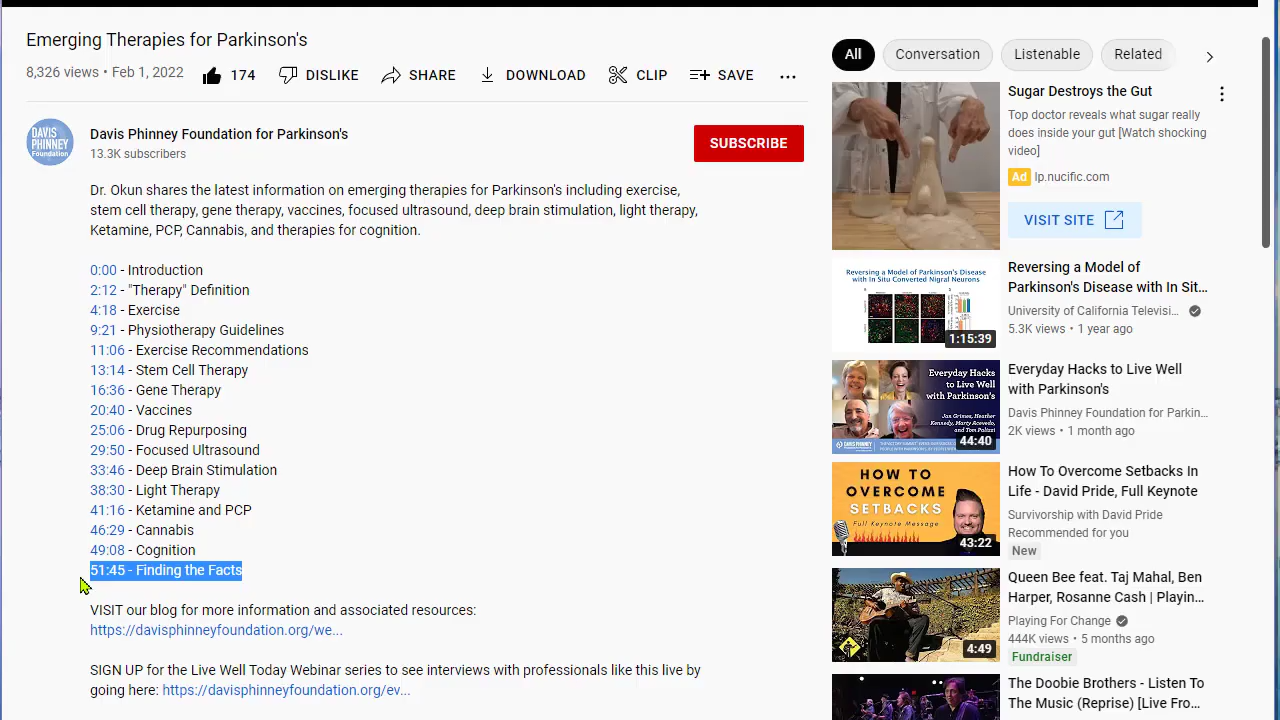 Emerging Therapies for Parkinson's
8,326 views • Feb 1, 2022
174
DISLIKE
SHARE
DOWNLOAD
CLIP
SAVE
DAVIS
PHINNEY
Foundation
Davis Phinney Foundation for Parkinson's
13.3K subscribers
SUBSCRIBE
Dr. Okun shares the latest information on emerging therapies for Parkinson's including exercise,
stem cell therapy, gene therapy, vaccines, focused ultrasound, deep brain stimulation, light therapy,
Ketamine, PCP, Cannabis, and therapies for cognition.
0:00 - Introduction
2:12 - "Therapy" Definition
4:18 - Exercise
9:21 - Physiotherapy Guidelines
11:06 - Exercise Recommendations
13:14 - Stem Cell Therapy
16:36 - Gene Therapy
20:40 - Vaccines
25:06 - Drug Repurposing
29:50 - Focused Ultrasound
33:46 - Deep Brain Stimulation
38:30 - Light Therapy
41:16 - Ketamine and PCP
46:29 - Cannabis
49:08 - Cognition
51:45 - Finding the Facts
VISIT our blog for more information and associated resources:
https://davisphinneyfoundation.org/we...
SIGN UP for the Live Well Today Webinar series to see interviews with professionals like this live by
going here: https://davisphinneyfoundation.org/ev...
All
Conversation
Listenable
Related
Sugar Destroys the Gut
Top doctor reveals what sugar really
does inside your gut [Watch shocking
video]
Ad lp.nucific.com
VISIT SITE
Reversing a Model of Parkinson's Disease
with In Situ Converted Nigral Neurons
1:15:39
Reversing a Model of
Parkinson's Disease with In Sit...
University of California Televisi...
5.3K views • 1 year ago
Everyday Hacks
to Live Well
with Parkinson's
Jan Grimes, Heather
Kennedy, Marty Acevedo,
and Tom Palizzi
44:40
Everyday Hacks to Live Well
with Parkinson's
Davis Phinney Foundation for Parkin...
2K views • 1 month ago
HOW TO
OVERCOME
SETBACKS
Full Keynote Message
43:22
How To Overcome Setbacks In
Life - David Pride, Full Keynote
Survivorship with David Pride
Recommended for you
New
4:49
Queen Bee feat. Taj Mahal, Ben
Harper, Rosanne Cash | Playin...
Playing For Change
444K views • 5 months ago
Fundraiser
The Doobie Brothers - Listen To
The Music (Reprise) [Live Fro...